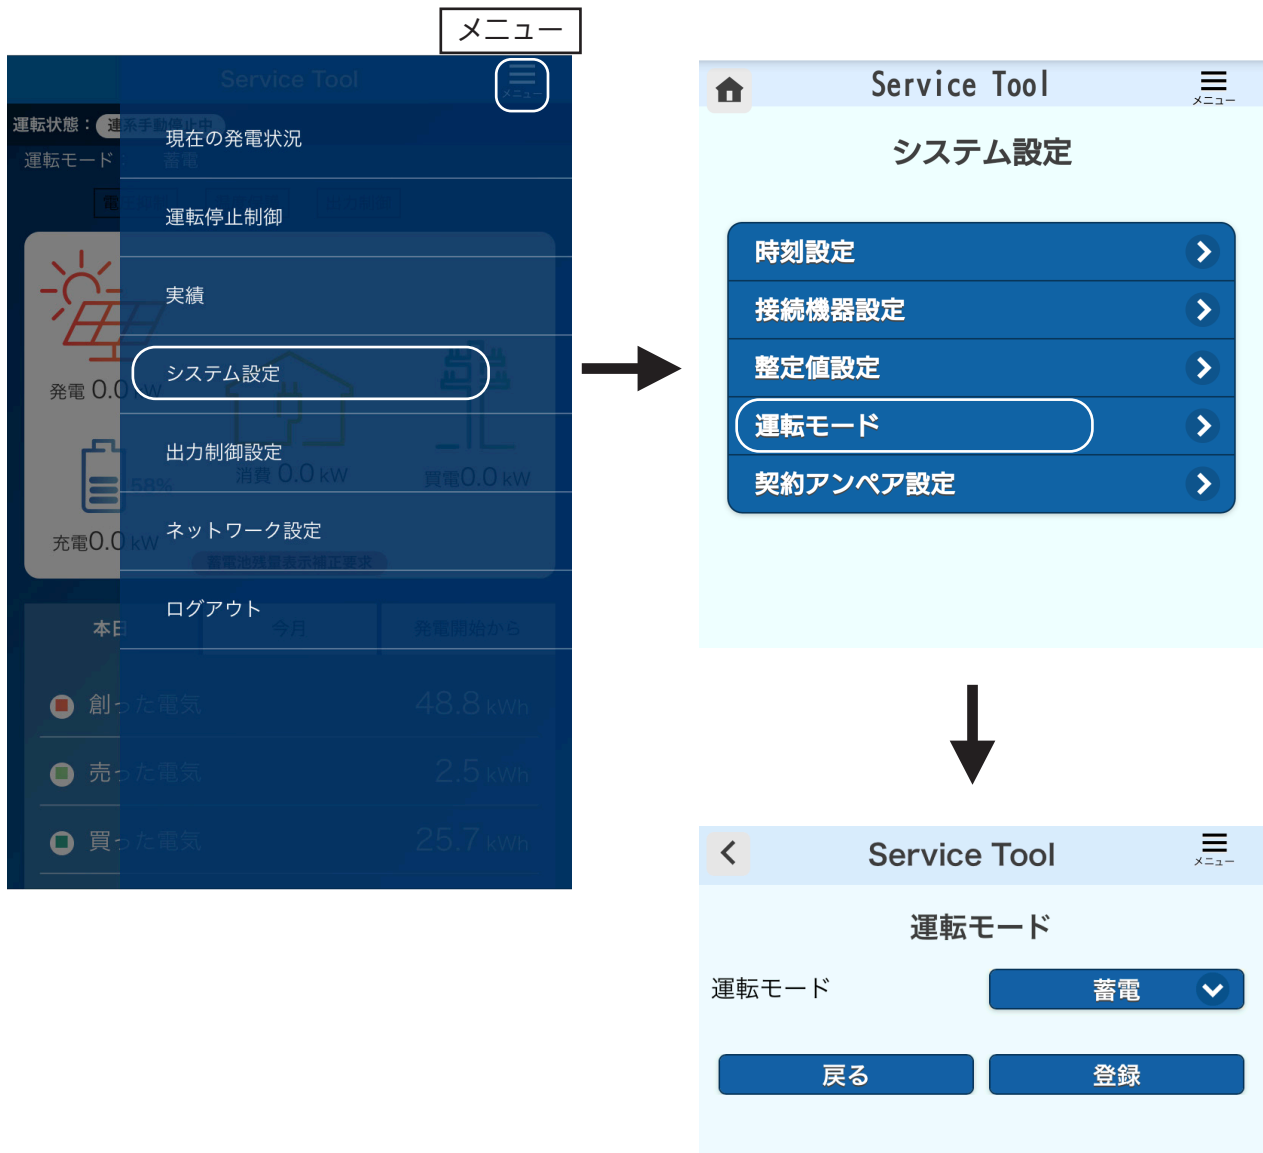 メニュー
Service Tool
メニュー
運転状態： 連系手動停止中
運転モード： 蓄電
出力制御
現在の発電状況
運転停止制御
実績
システム設定
出力制御設定
ネットワーク設定
ログアウト
発電 0.0 kW
58%
消費 0.0 kW
買電0.0 kW
充電0.0 kW
蓄電池残量表示補正要求
本日
今月
発電開始から
創った電気 48.8 kWh
売った電気 2.5 kWh
買った電気 25.7 kWh
Service Tool
メニュー
システム設定
時刻設定
接続機器設定
整定値設定
運転モード
契約アンペア設定
Service Tool
メニュー
運転モード
運転モード 蓄電
戻る 登録